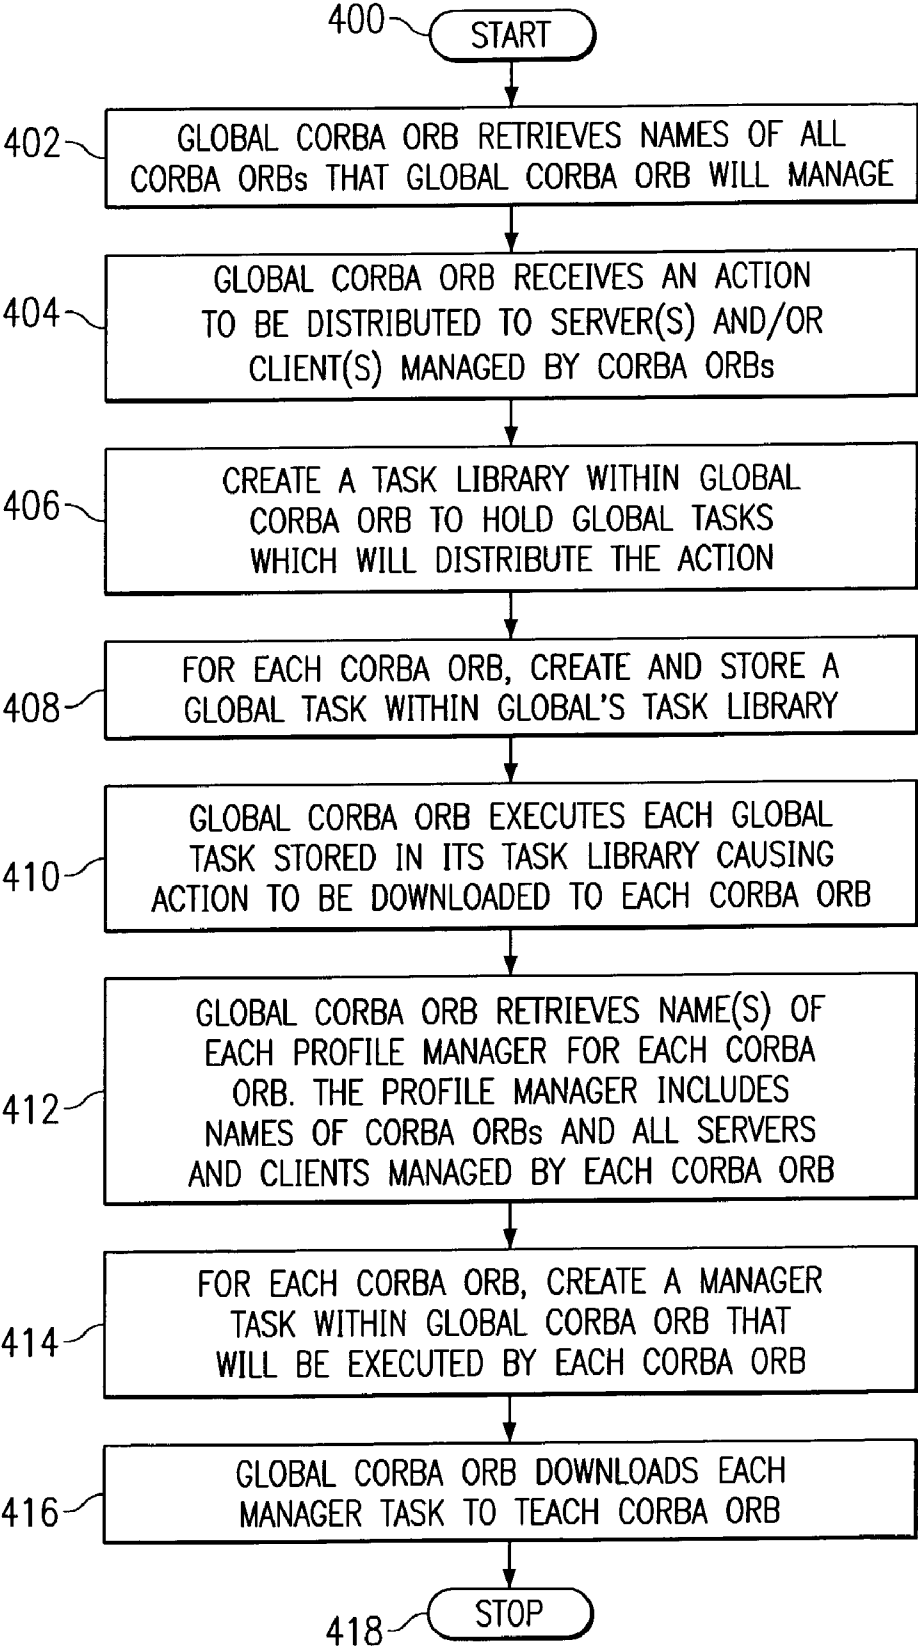 400
START
402
GLOBAL CORBA ORB RETRIEVES NAMES OF ALL
CORBA ORBs THAT GLOBAL CORBA ORB WILL MANAGE
404
GLOBAL CORBA ORB RECEIVES AN ACTION
TO BE DISTRIBUTED TO SERVER(S) AND/OR
CLIENT(S) MANAGED BY CORBA ORBs
406
CREATE A TASK LIBRARY WITHIN GLOBAL
CORBA ORB TO HOLD GLOBAL TASKS
WHICH WILL DISTRIBUTE THE ACTION
408
FOR EACH CORBA ORB, CREATE AND STORE A
GLOBAL TASK WITHIN GLOBAL'S TASK LIBRARY
410
GLOBAL CORBA ORB EXECUTES EACH GLOBAL
TASK STORED IN ITS TASK LIBRARY CAUSING
ACTION TO BE DOWNLOADED TO EACH CORBA ORB
412
GLOBAL CORBA ORB RETRIEVES NAME(S) OF
EACH PROFILE MANAGER FOR EACH CORBA
ORB. THE PROFILE MANAGER INCLUDES
NAMES OF CORBA ORBs AND ALL SERVERS
AND CLIENTS MANAGED BY EACH CORBA ORB
414
FOR EACH CORBA ORB, CREATE A MANAGER
TASK WITHIN GLOBAL CORBA ORB THAT
WILL BE EXECUTED BY EACH CORBA ORB
416
GLOBAL CORBA ORB DOWNLOADS EACH
MANAGER TASK TO TEACH CORBA ORB
418
STOP